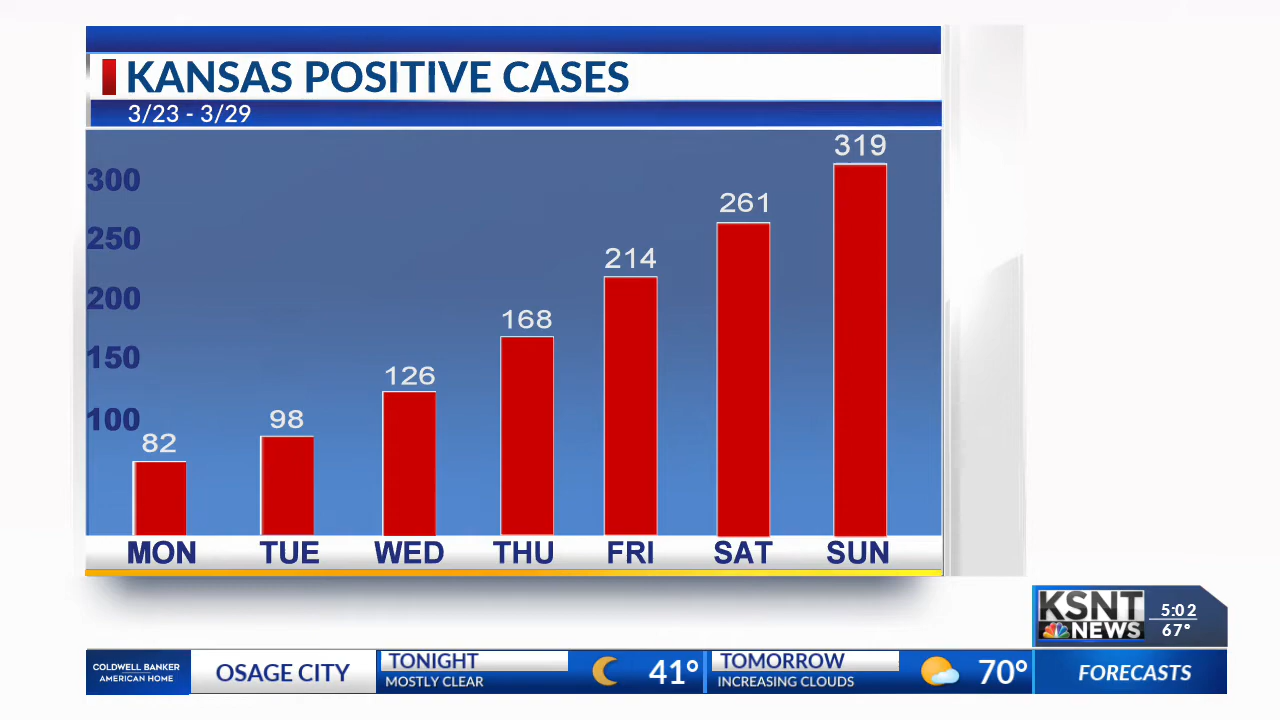 KANSAS POSITIVE CASES
3/23 - 3/29
300
250
200
150
100
82
98
126
168
214
261
319
MON TUE WED THU FRI SAT SUN
KSNT
NEWS
5:02
67°
COLDWELL BANKER
AMERICAN HOME
OSAGE CITY
TONIGHT
MOSTLY CLEAR
41°
TOMORROW
INCREASING CLOUDS
70°
FORECASTS